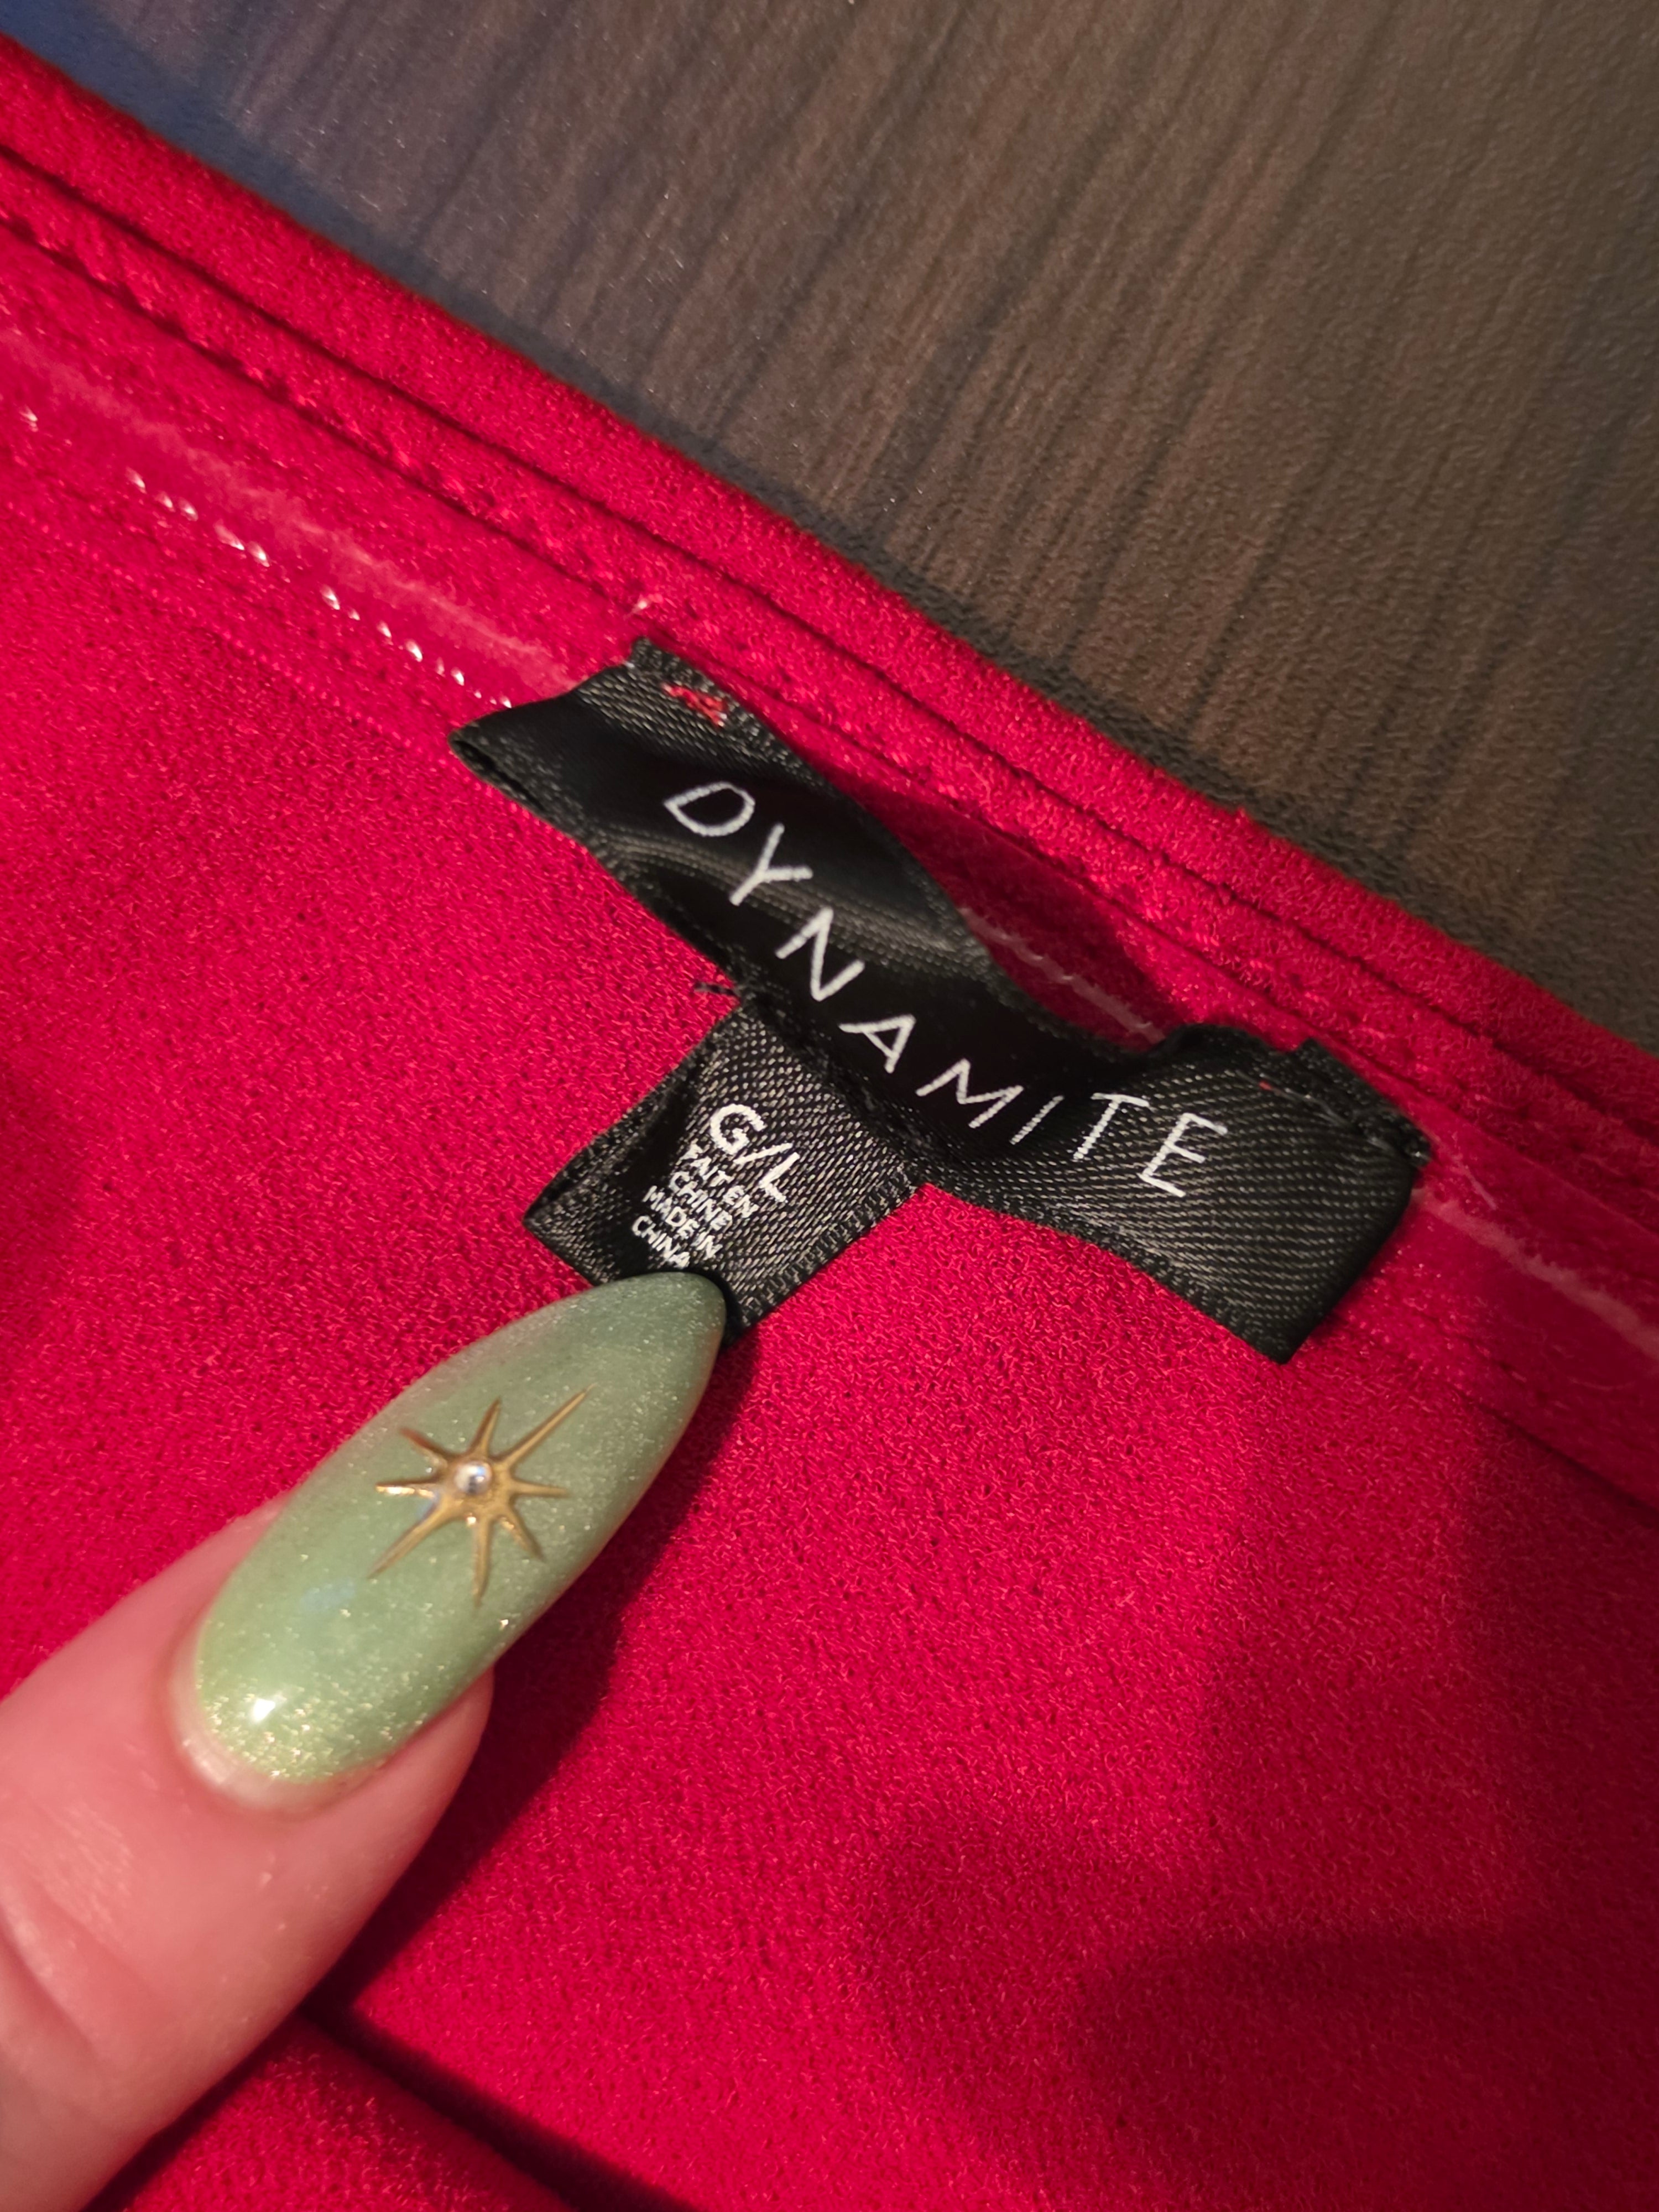 DYNAMITE
G/L
FAIT EN
CHINE
MADE IN
CHINA